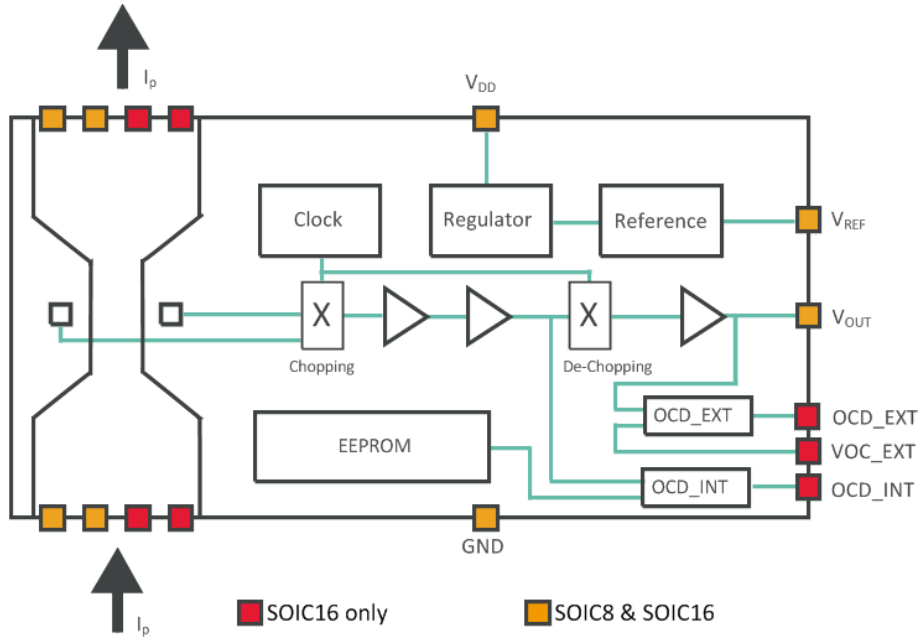 Ip
VDD
Clock
Regulator
Reference
VREF
X
X
VOUT
Chopping
De-Chopping
OCD_EXT
OCD_EXT
EEPROM
VOC_EXT
OCD_INT
OCD_INT
GND
SOIC16 only
SOIC8 & SOIC16
Ip